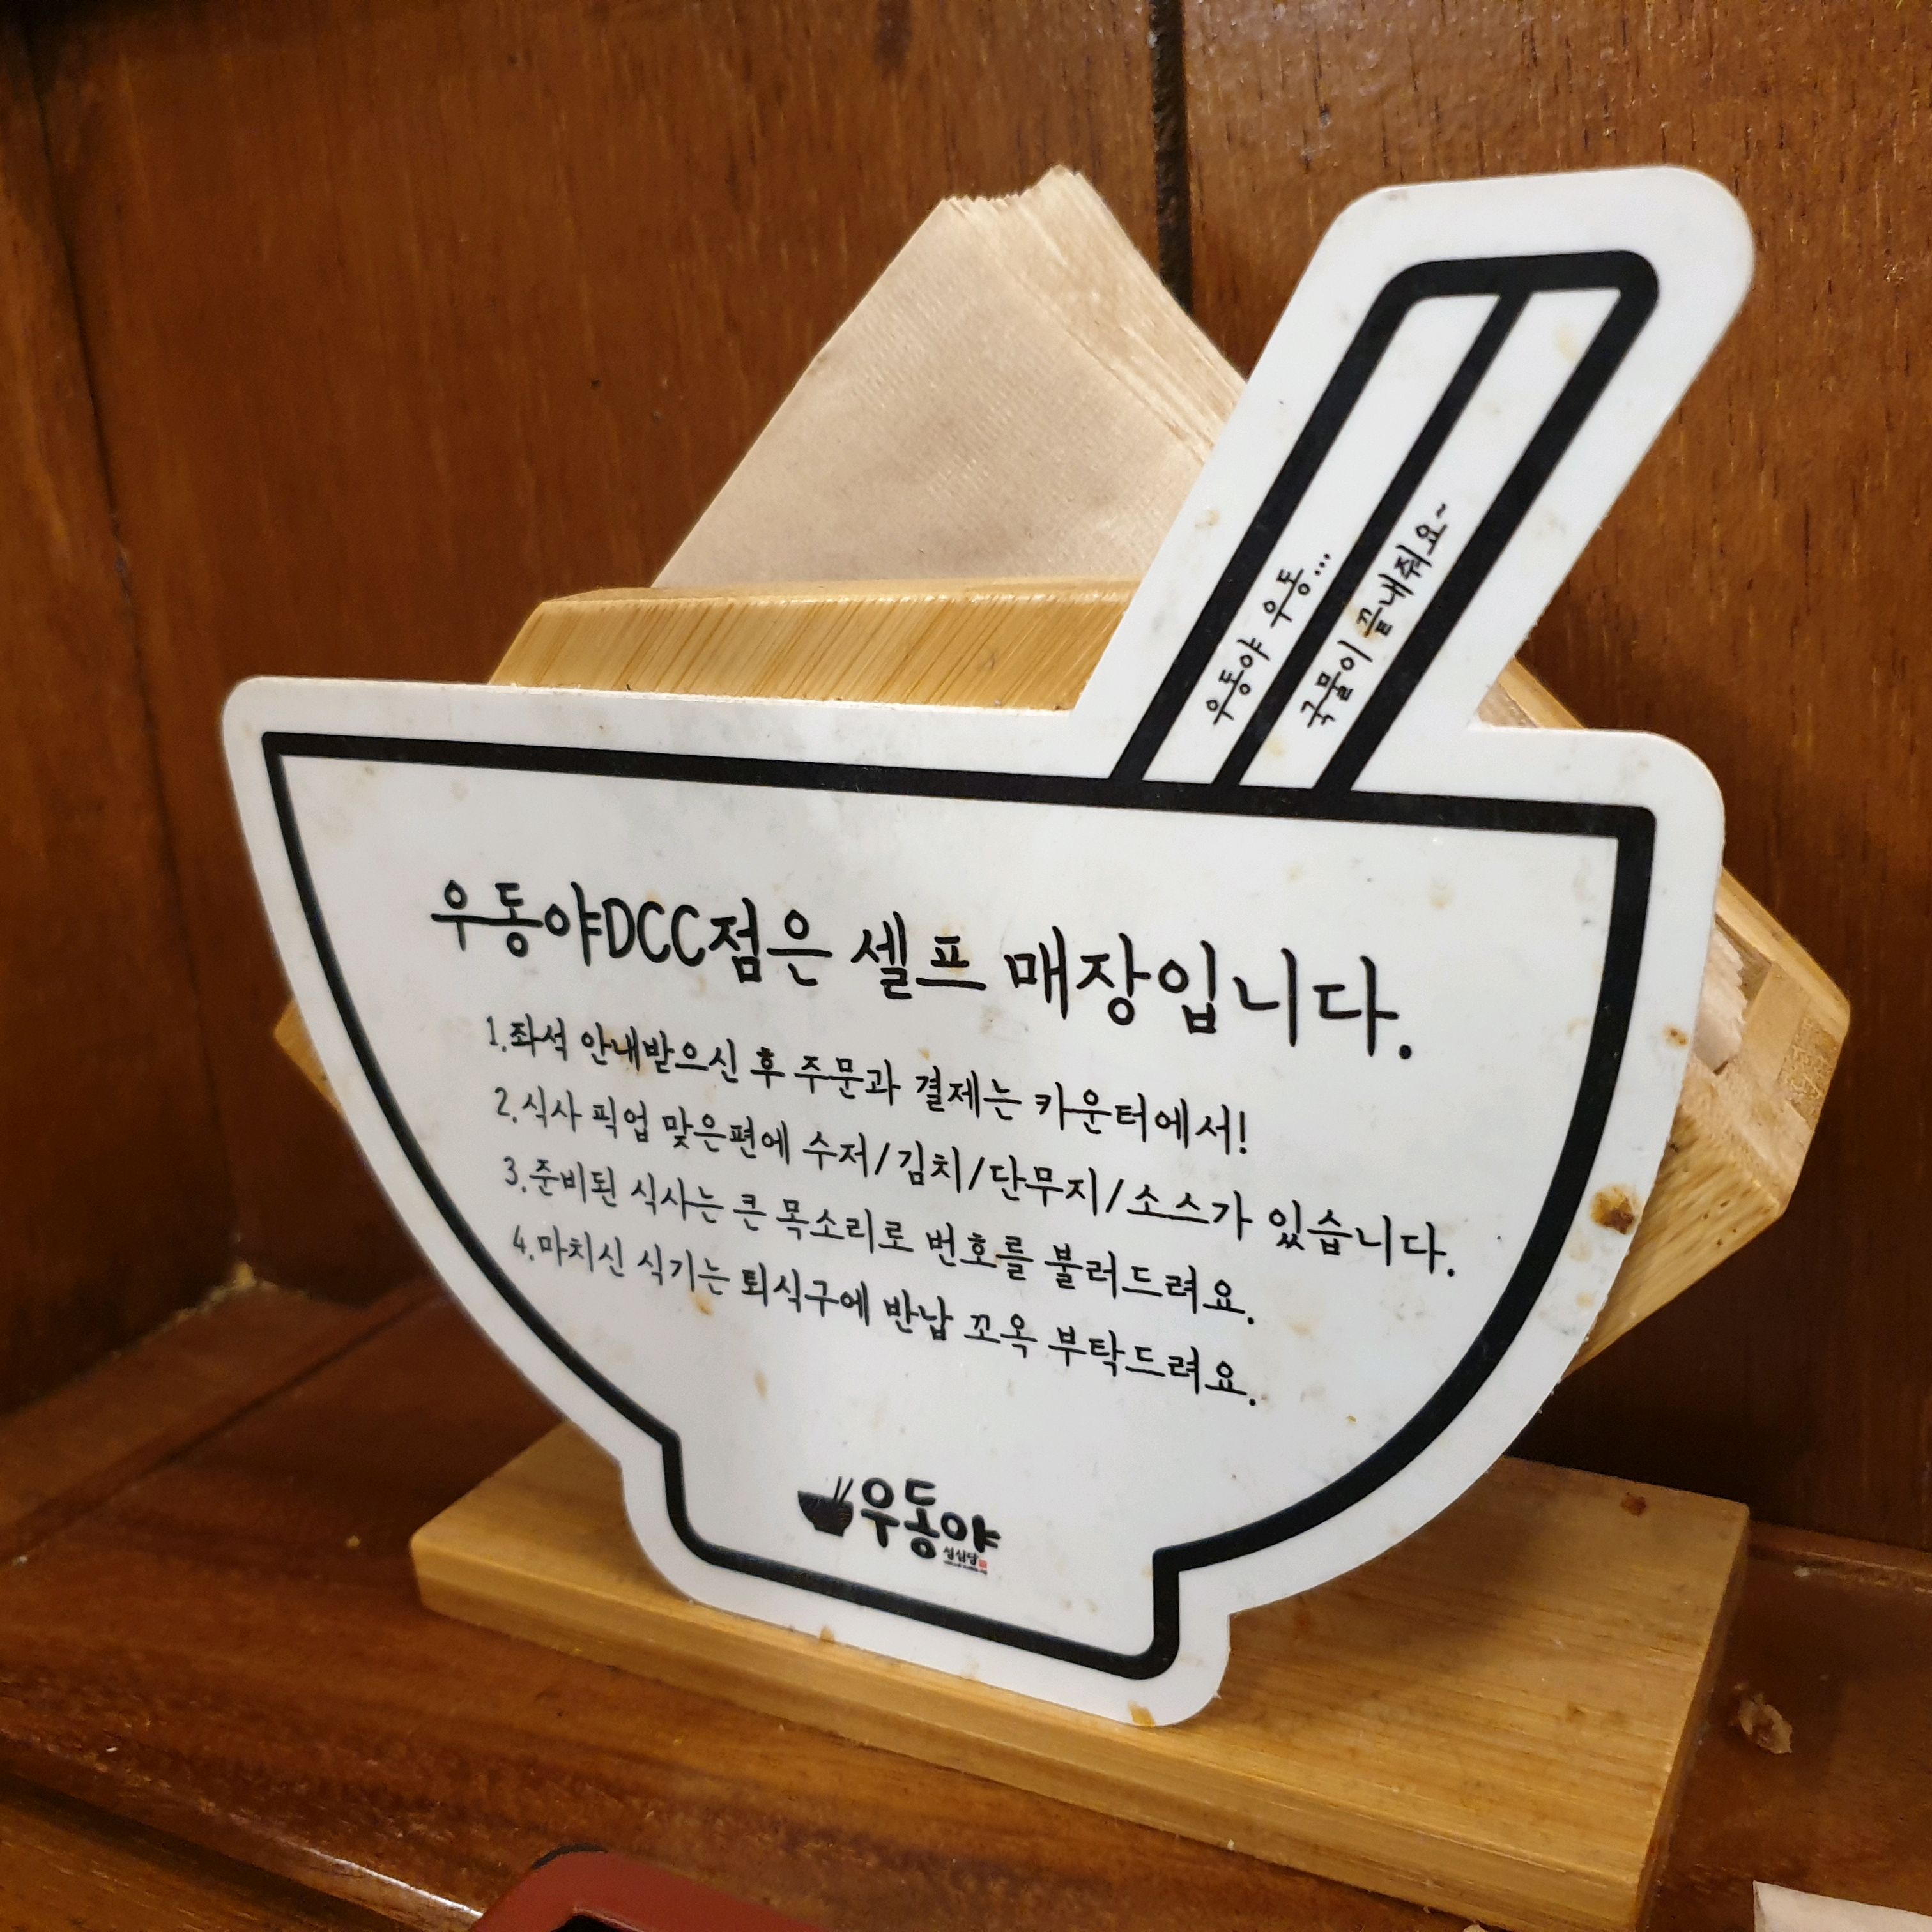 우동야 우동...
국물이 끝내줘요~
우동야DCC점은 셀프 매장입니다.
1.좌석 안내받으신 후 주문과 결제는 카운터에서!
2.식사 픽업 맞은편에 수저/김치/단무지/소스가 있습니다.
3.준비된 식사는 큰 목소리로 번호를 불러드려요.
4.마치신 식기는 퇴식구에 반납 꼬옥 부탁드려요.
우동야
성심당